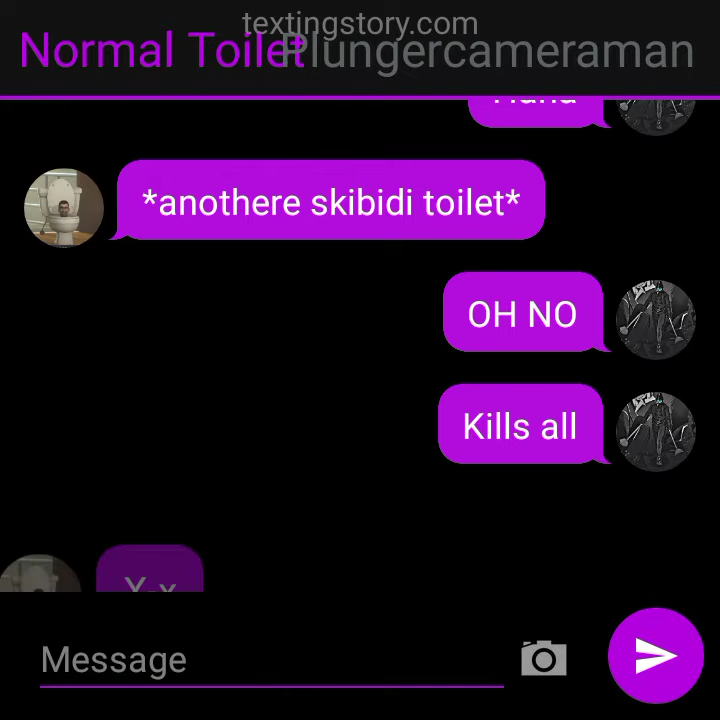 textingstory.com
Normal Toilet Plungercameraman
*anothere skibidi toilet*
OH NO
Kills all
Message